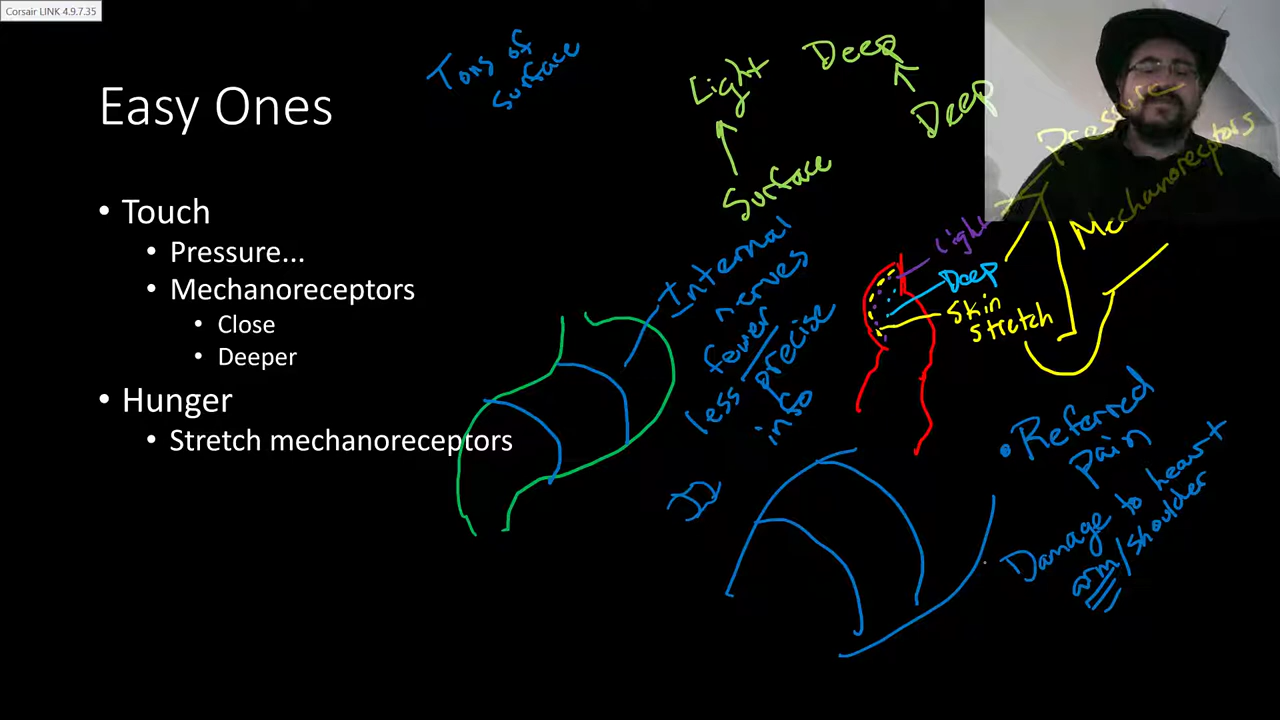 Corsair LINK 4.9.7.35
Easy Ones
• Touch
• Pressure...
• Mechanoreceptors
• Close
• Deeper
• Hunger
• Stretch mechanoreceptors
Tons of
surface
Light
Surface
Deep
Deep
Pressure
Mechanoreceptors
Light
Deep
Skin
Stretch
Internal
nerves
fewer
less precise
info
• Referred
pain
Damage to heart
arm/shoulder